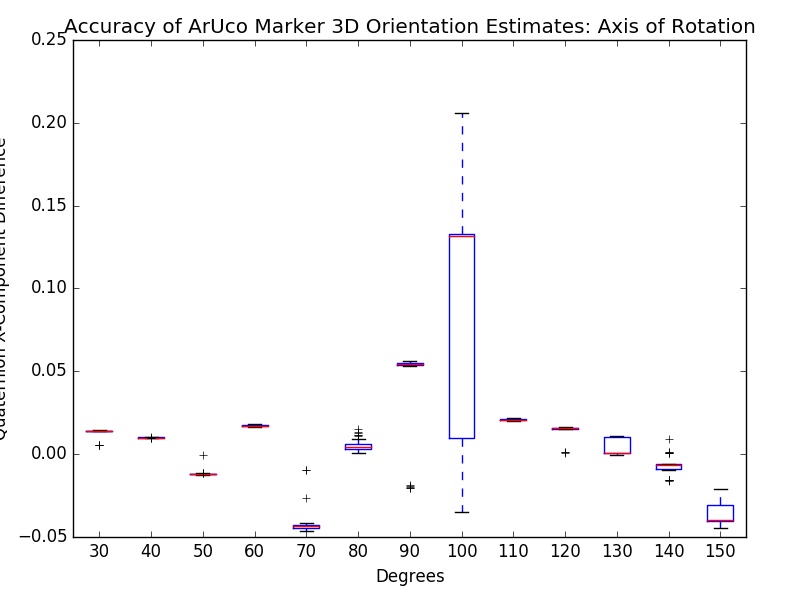 Accuracy of ArUco Marker 3D Orientation Estimates: Axis of Rotation
0.25
0.20
0.15
0.10
0.05
0.00
−0.05
Quaternion X-Component Difference
30 40 50 60 70 80 90 100 110 120 130 140 150
Degrees